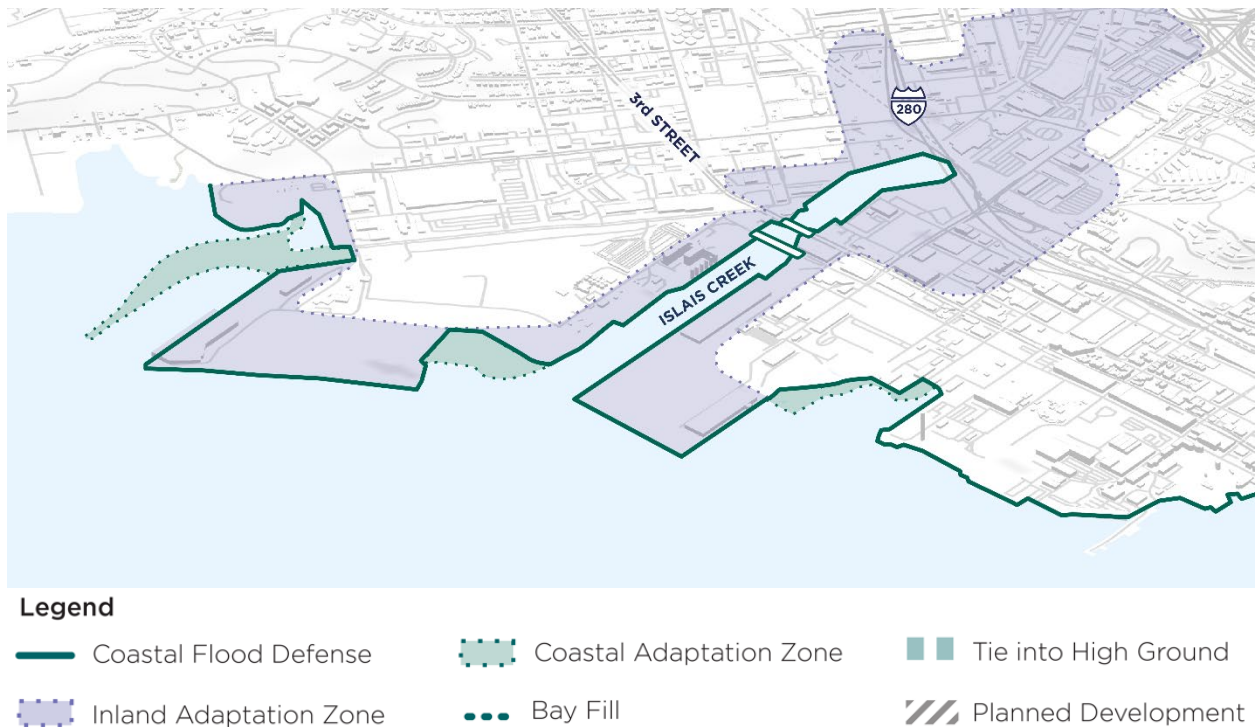 3rd STREET
280
ISLAIS CREEK
Legend
Coastal Flood Defense
Coastal Adaptation Zone
Tie into High Ground
Inland Adaptation Zone
Bay Fill
Planned Development